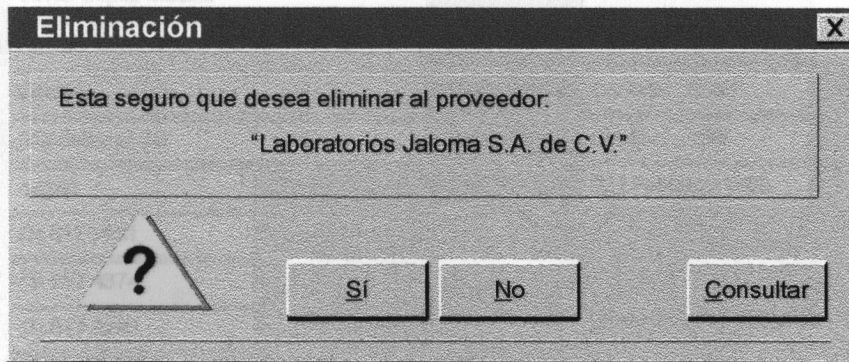 Eliminación
X
Esta seguro que desea eliminar al proveedor:
“Laboratorios Jaloma S.A. de C.V.”
?
Sí
No
Consultar